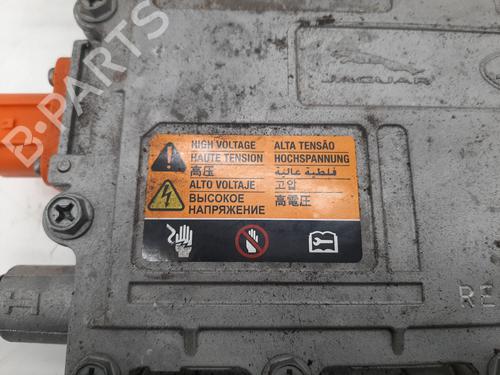 JAGUAR
HIGH VOLTAGE
ALTA TENSÃO
HAUTE TENSION
HOCHSPANNUNG
高压
فلطية عالية
ALTO VOLTAJE
고압
ВЫСОКОЕ
НАПРЯЖЕНИЕ
高電圧
RE
B-PARTS